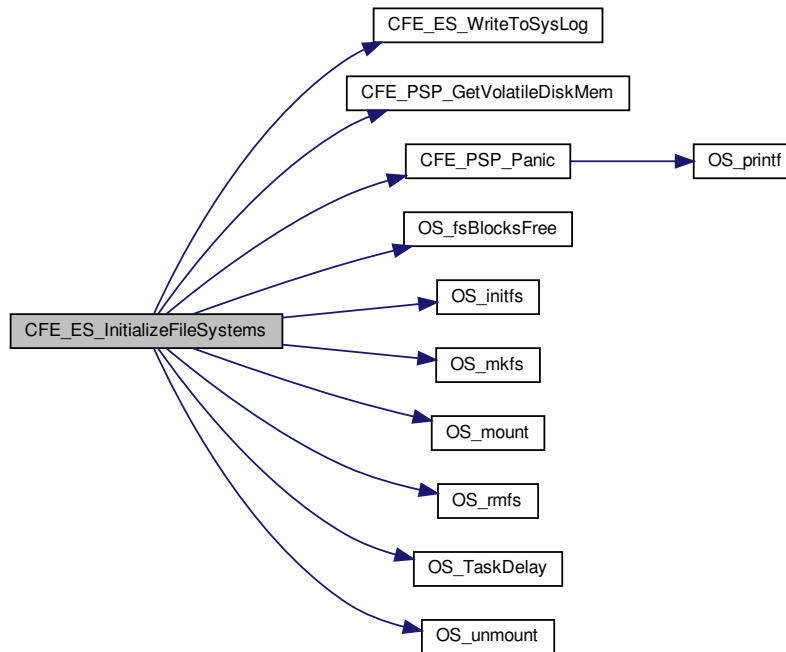 CFE_ES_WriteToSysLog
CFE_PSP_GetVolatileDiskMem
CFE_PSP_Panic
OS_printf
OS_fsBlocksFree
OS_initfs
CFE_ES_InitializeFileSystems
OS_mkfs
OS_mount
OS_rmfs
OS_TaskDelay
OS_unmount